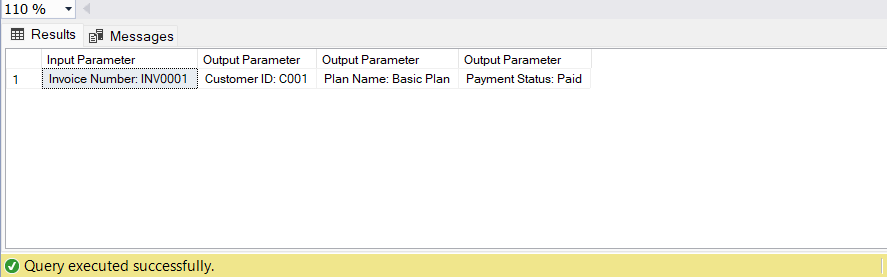 110 %
Results Messages
Input Parameter Output Parameter Output Parameter Output Parameter
1 Invoice Number: INV0001 Customer ID: C001 Plan Name: Basic Plan Payment Status: Paid
Query executed successfully.